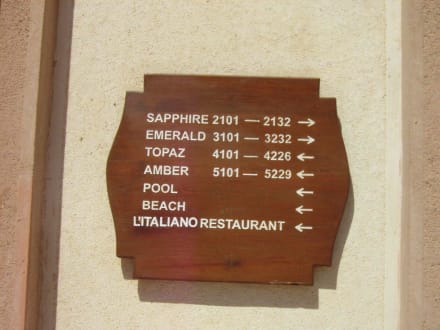 SAPPHIRE 2101 — 2132 →
EMERALD 3101 — 3232 →
TOPAZ 4101 — 4226 ←
AMBER 5101 — 5229 ←
POOL ←
BEACH ←
L'ITALIANO RESTAURANT ←